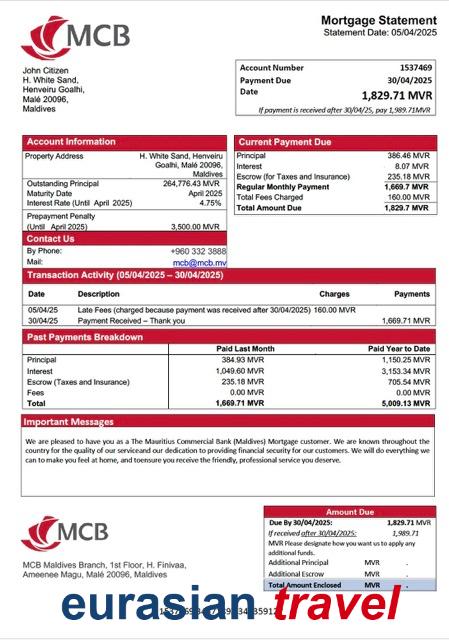 MCB
Mortgage Statement
Statement Date: 05/04/2025
John Citizen
H. White Sand,
Henveiru Goalhi,
Malé 20096,
Maldives
Account Number 1537469
Payment Due 30/04/2025
Date 1,829.71 MVR
If payment is received after 30/04/25, pay 1,989.71MVR
Account Information
Property Address H. White Sand, Henveiru
Goalhi, Malé 20096,
Maldives
Outstanding Principal 264,776.43 MVR
Maturity Date April 2025
Interest Rate (Until April 2025) 4.75%
Prepayment Penalty
(Until April 2025) 3,500.00 MVR
Contact Us
By Phone: +960 332 3888
Mail: mcb@mcb.mv
Current Payment Due
Principal 386.46 MVR
Interest 8.07 MVR
Escrow (for Taxes and Insurance) 235.18 MVR
Regular Monthly Payment 1,669.7 MVR
Total Fees Charged 160.00 MVR
Total Amount Due 1,829.7 MVR
Transaction Activity (05/04/2025 – 30/04/2025)
Date Description Charges Payments
05/04/25 Late Fees (charged because payment was received after 30/04/2025) 160.00 MVR
30/04/25 Payment Received – Thank you 1,669.71 MVR
Past Payments Breakdown
Paid Last Month Paid Year to Date
Principal 384.93 MVR 1,150.25 MVR
Interest 1,049.60 MVR 3,153.34 MVR
Escrow (Taxes and Insurance) 235.18 MVR 705.54 MVR
Fees 0.00 MVR 0.00 MVR
Total 1,669.71 MVR 5,009.13 MVR
Important Messages
We are pleased to have you as a The Mauritius Commercial Bank (Maldives) Mortgage customer. We are known throughout the
country for the quality of our serviceand our dedication to providing financial security for our customers. We will do everything we
can to make you feel at home, and toensure you receive the friendly, professional service you deserve.
MCB
MCB Maldives Branch, 1st Floor, H. Finivaa,
Ameenee Magu, Malé 20096, Maldives
Amount Due
Due By 30/04/2025: 1,829.71 MVR
If received after 30/04/2025: 1,989.71
MVR Please designate how you want us to apply any
additional funds.
Additional Principal MVR .
Additional Escrow MVR .
Total Amount Enclosed MVR .
eurasian travel